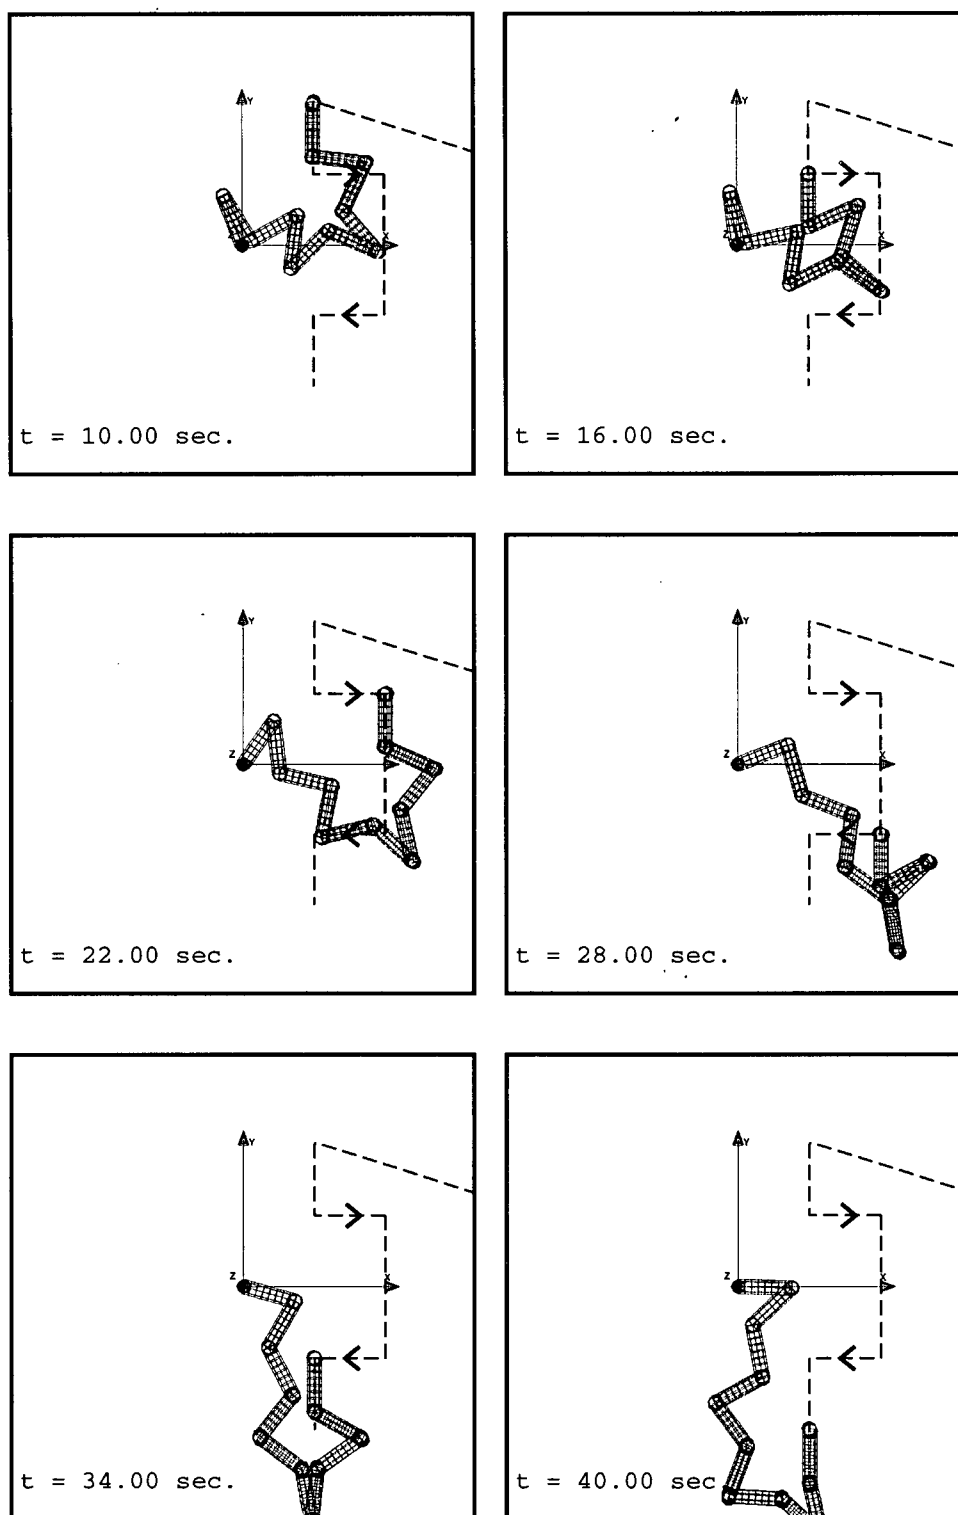 Y
X
t = 10.00 sec.
Y
Z
X
t = 16.00 sec.
Y
Z
t = 22.00 sec.
Y
Z
X
t = 28.00 sec.
Y
Z
X
t = 34.00 sec.
Y
Z
X
t = 40.00 sec